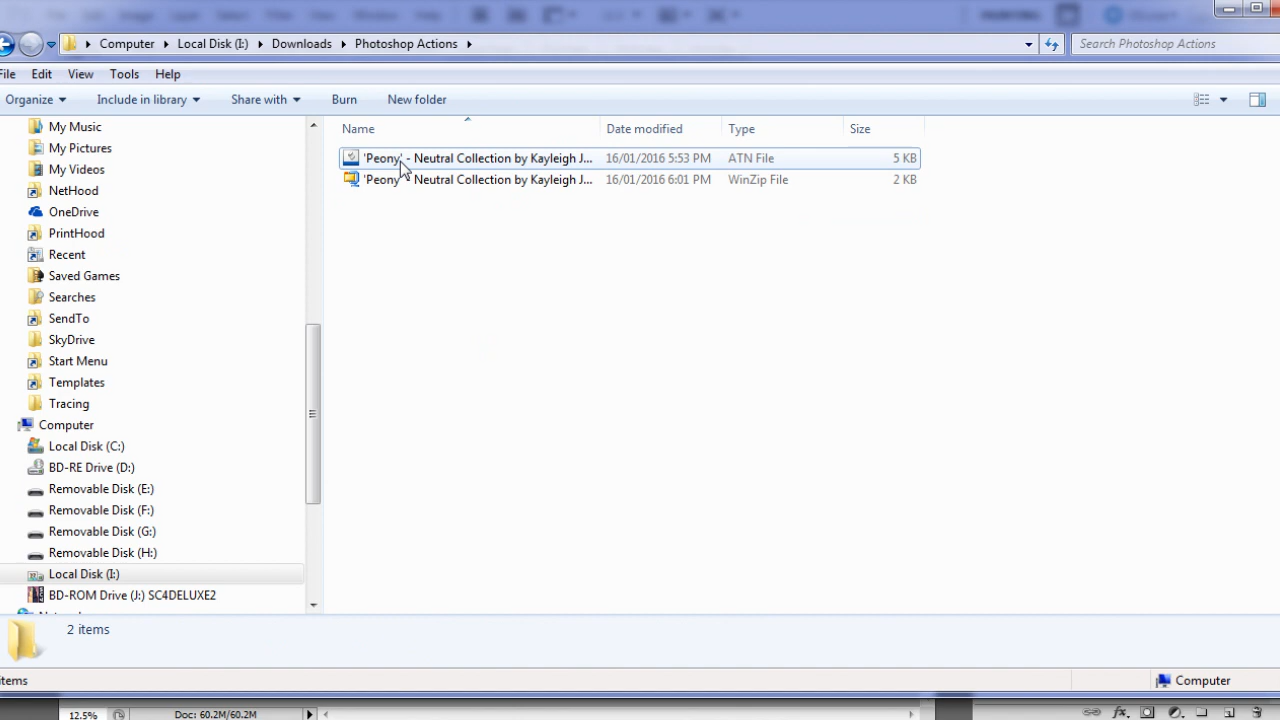 Computer Local Disk (I:) Downloads Photoshop Actions Search Photoshop Actions
File Edit View Tools Help
Organize Include in library Share with Burn New folder
Name Date modified Type Size
My Music
My Pictures
My Videos
NetHood
OneDrive
PrintHood
Recent
Saved Games
Searches
SendTo
SkyDrive
Start Menu
Templates
Tracing
Computer
Local Disk (C:)
BD-RE Drive (D:)
Removable Disk (E:)
Removable Disk (F:)
Removable Disk (G:)
Removable Disk (H:)
Local Disk (I:)
BD-ROM Drive (J:) SC4DELUXE2
'Peony' - Neutral Collection by Kayleigh J... 16/01/2016 5:53 PM ATN File 5 KB
'Peony' - Neutral Collection by Kayleigh J... 16/01/2016 6:01 PM WinZip File 2 KB
2 items
items Computer
12.5% Doc: 60.2M/60.2M fx